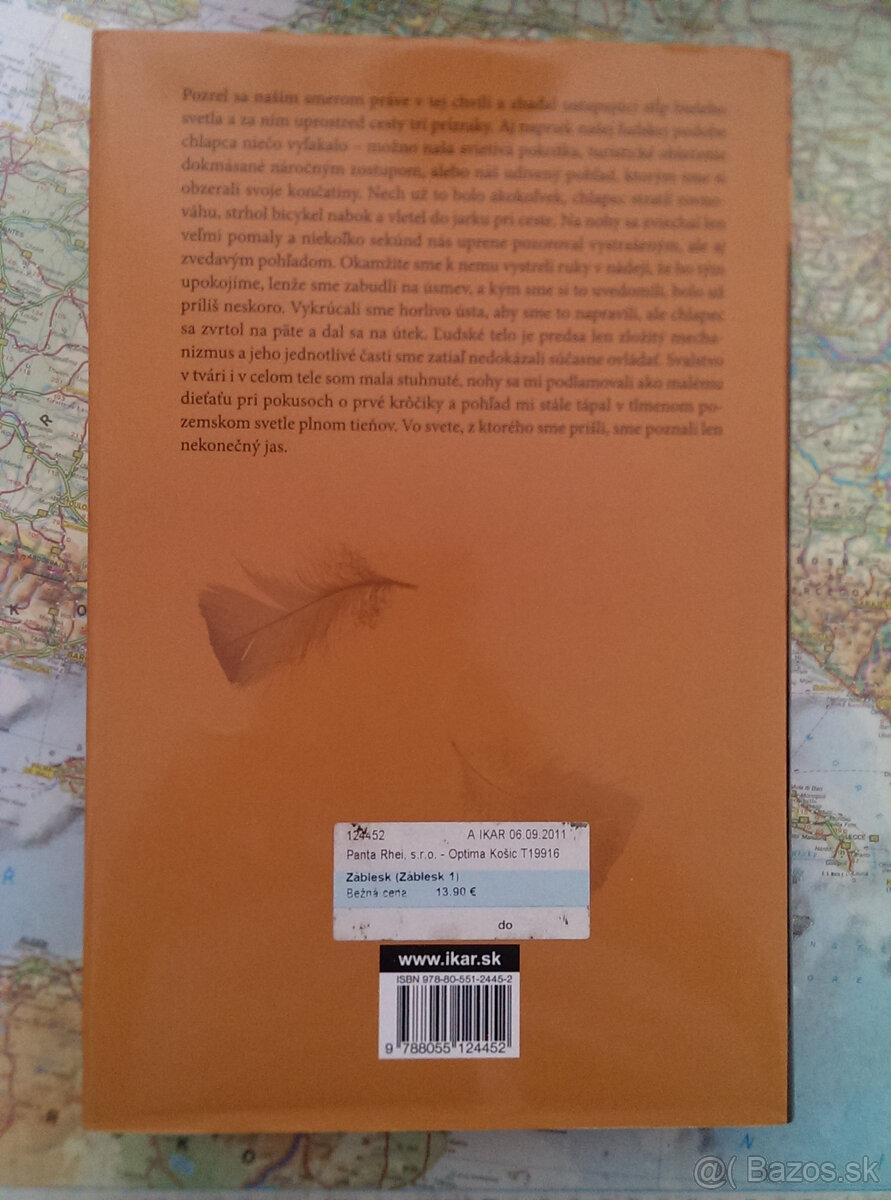 Pozrel sa naším smerom práve v tej chvíli a zbadal ustupujúci stĺp bieleho
svetla a za ním uprostred cesty tri prízraky. Aj napriek našej ľudskej podobe
chlapca niečo vyľakalo – možno naša svietivá pokožka, turistické oblečenie
dokmásané náročným zostupom, alebo náš udivený pohľad, ktorým sme si
obzerali svoje končatiny. Nech už to bolo akokoľvek, chlapec stratil rovno-
váhu, strhol bicykel nabok a vletel do jarku pri ceste. Na nohy sa zviechal len
veľmi pomaly a niekoľko sekúnd nás uprene pozoroval vystrašeným, ale aj
zvedavým pohľadom. Okamžite sme k nemu vystreli ruky v nádeji, že ho tým
upokojíme, lenže sme zabudli na úsmev, a kým sme si to uvedomili, bolo už
príliš neskoro. Vykrúcali sme horlivo ústa, aby sme to napravili, ale chlapec
sa zvrtol na päte a dal sa na útek. Ľudské telo je predsa len zložitý mecha-
nizmus a jeho jednotlivé časti sme zatiaľ nedokázali súčasne ovládať. Svalstvo
v tvári i v celom tele som mala stuhnuté, nohy sa mi podlamovali ako malému
dieťaťu pri pokusoch o prvé krôčiky a pohľad mi stále tápal v tlmenom po-
zemskom svetle plnom tieňov. Vo svete, z ktorého sme prišli, sme poznali len
nekonečný jas.
124452 A IKAR 06.09.2011
Panta Rhei, s.r.o. - Optima Košic T19916
Záblesk (Záblesk 1)
Bežná cena 13.90 €
do
www.ikar.sk
ISBN 978-80-551-2445-2
9 788055 124452
@( Bazos.sk